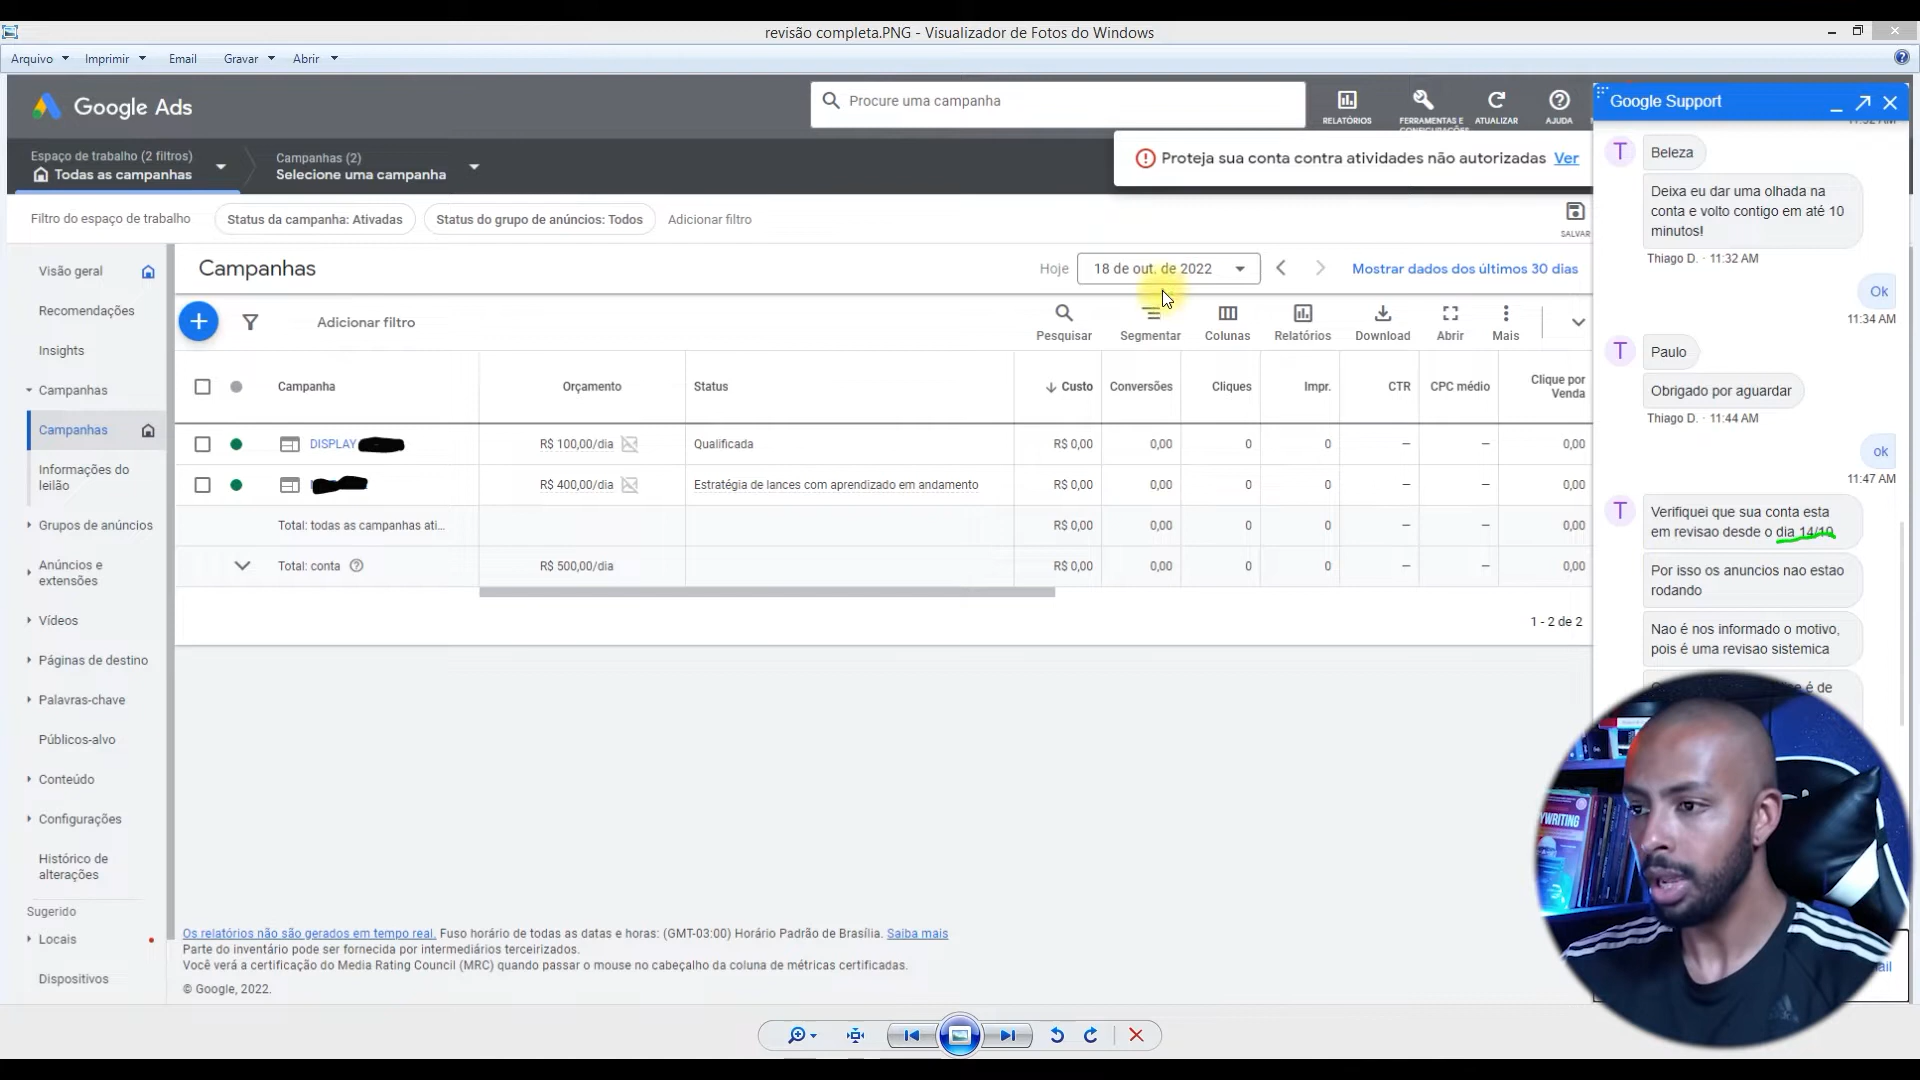 revisão completa.PNG - Visualizador de Fotos do Windows
Arquivo Imprimir Email Gravar Abrir
Google Ads
Procure uma campanha
RELATÓRIOS
FERRAMENTAS E
CONFIGURAÇÕES
ATUALIZAR
AJUDA
Espaço de trabalho (2 filtros)
Todas as campanhas
Campanhas (2)
Selecione uma campanha
Proteja sua conta contra atividades não autorizadas Ver
Filtro do espaço de trabalho
Status da campanha: Ativadas
Status do grupo de anúncios: Todos
Adicionar filtro
SALVAR
Visão geral
Recomendações
Insights
Campanhas
Campanhas
Informações do
leilão
Grupos de anúncios
Anúncios e
extensões
Vídeos
Páginas de destino
Palavras-chave
Públicos-alvo
Conteúdo
Configurações
Histórico de
alterações
Sugerido
Locais
Dispositivos
Campanhas
Hoje
18 de out. de 2022
Mostrar dados dos últimos 30 dias
Adicionar filtro
Pesquisar
Segmentar
Colunas
Relatórios
Download
Abrir
Mais
Campanha Orçamento Status Custo Conversões Cliques Impr. CTR CPC médio Clique por
Venda
DISPLAY R$ 100,00/dia Qualificada R$ 0,00 0,00 0 0 – – 0,00
R$ 400,00/dia Estratégia de lances com aprendizado em andamento R$ 0,00 0,00 0 0 – – 0,00
Total: todas as campanhas ati... R$ 0,00 0,00 0 0 – – 0,00
Total: conta R$ 500,00/dia R$ 0,00 0,00 0 0 – – 0,00
1 - 2 de 2
Os relatórios não são gerados em tempo real. Fuso horário de todas as datas e horas: (GMT-03:00) Horário Padrão de Brasília. Saiba mais
Parte do inventário pode ser fornecida por intermediários terceirizados.
Você verá a certificação do Media Rating Council (MRC) quando passar o mouse no cabeçalho da coluna de métricas certificadas.
© Google, 2022.
Google Support
T
Beleza
Deixa eu dar uma olhada na
conta e volto contigo em até 10
minutos!
Thiago D. · 11:32 AM
Ok
11:34 AM
T
Paulo
Obrigado por aguardar
Thiago D. · 11:44 AM
ok
11:47 AM
T
Verifiquei que sua conta esta
em revisao desde o dia 14/10
Por isso os anuncios nao estao
rodando
Nao é nos informado o motivo,
pois é uma revisao sistemica
é de